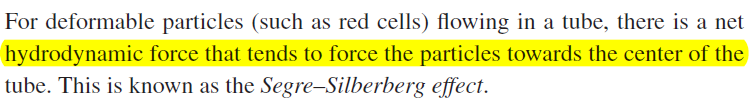 For deformable particles (such as red cells) flowing in a tube, there is a net
hydrodynamic force that tends to force the particles towards the center of the
tube. This is known as the Segre–Silberberg effect.